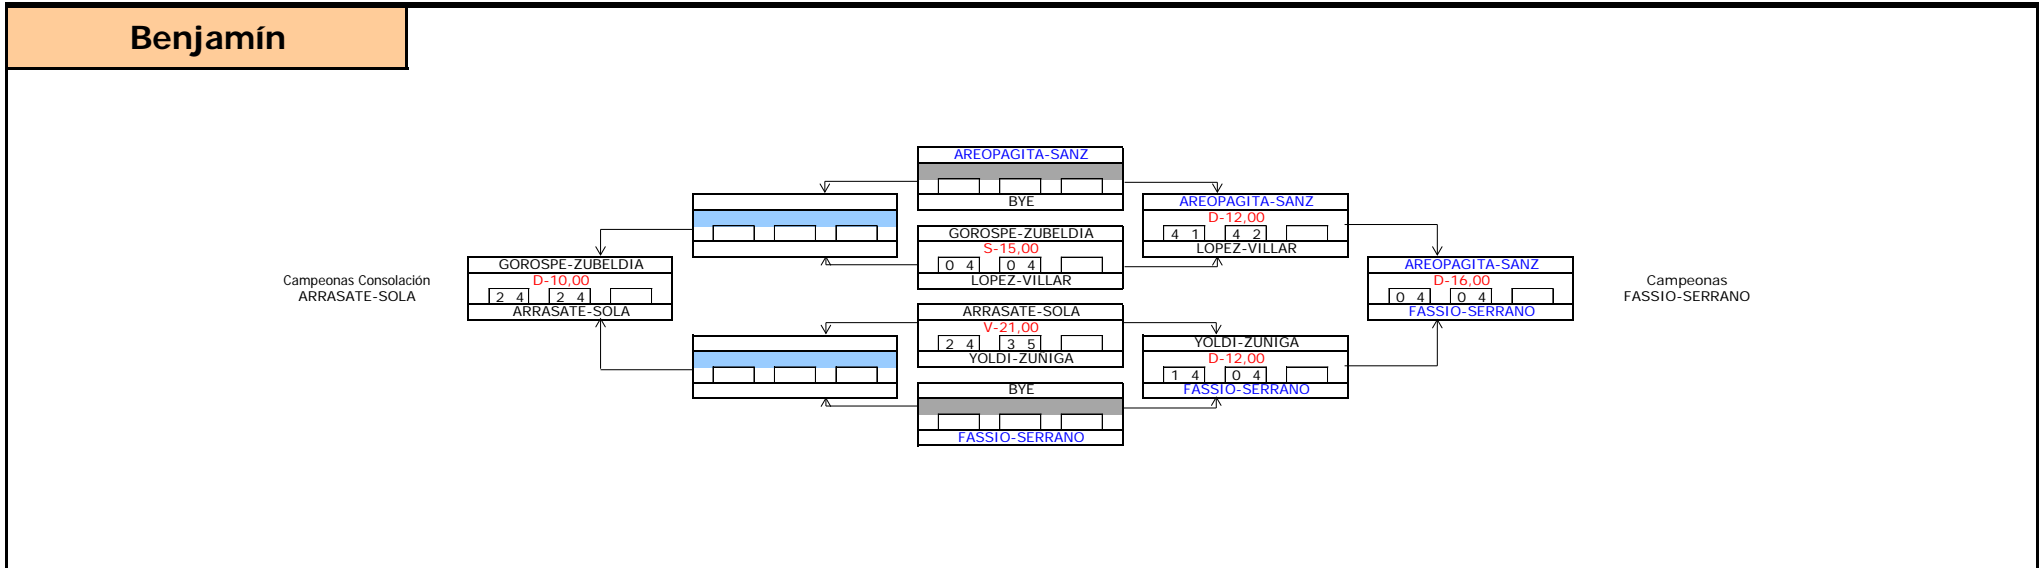 Benjamín
AREOPAGITA-SANZ
BYE
GOROSPE-ZUBELDIA
S-15,00
0 4 0 4
LOPEZ-VILLAR
ARRASATE-SOLA
V-21,00
2 4 3 5
YOLDI-ZUÑIGA
BYE
FASSIO-SERRANO
AREOPAGITA-SANZ
D-12,00
4 1 4 2
LOPEZ-VILLAR
YOLDI-ZUÑIGA
D-12,00
1 4 0 4
FASSIO-SERRANO
GOROSPE-ZUBELDIA
D-10,00
2 4 2 4
ARRASATE-SOLA
Campeonas Consolación
ARRASATE-SOLA
AREOPAGITA-SANZ
D-16,00
0 4 0 4
FASSIO-SERRANO
Campeonas
FASSIO-SERRANO